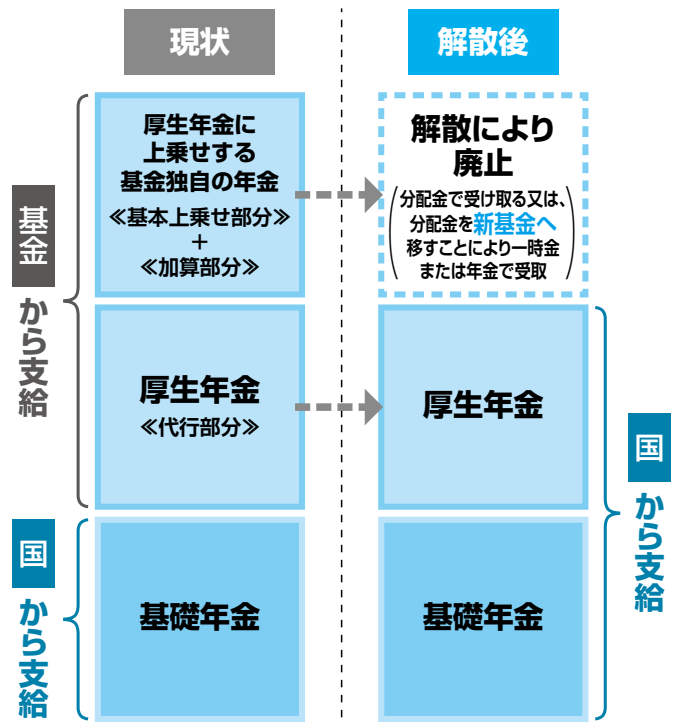 現状
解散後
基金
から支給
厚生年金に
上乗せする
基金独自の年金
≪基本上乗せ部分≫
+
≪加算部分≫
解散により
廃止
(分配金で受け取る又は、
分配金を新基金へ
移すことにより一時金
または年金で受取)
厚生年金
≪代行部分≫
厚生年金
国
から支給
基礎年金
基礎年金
国
から支給